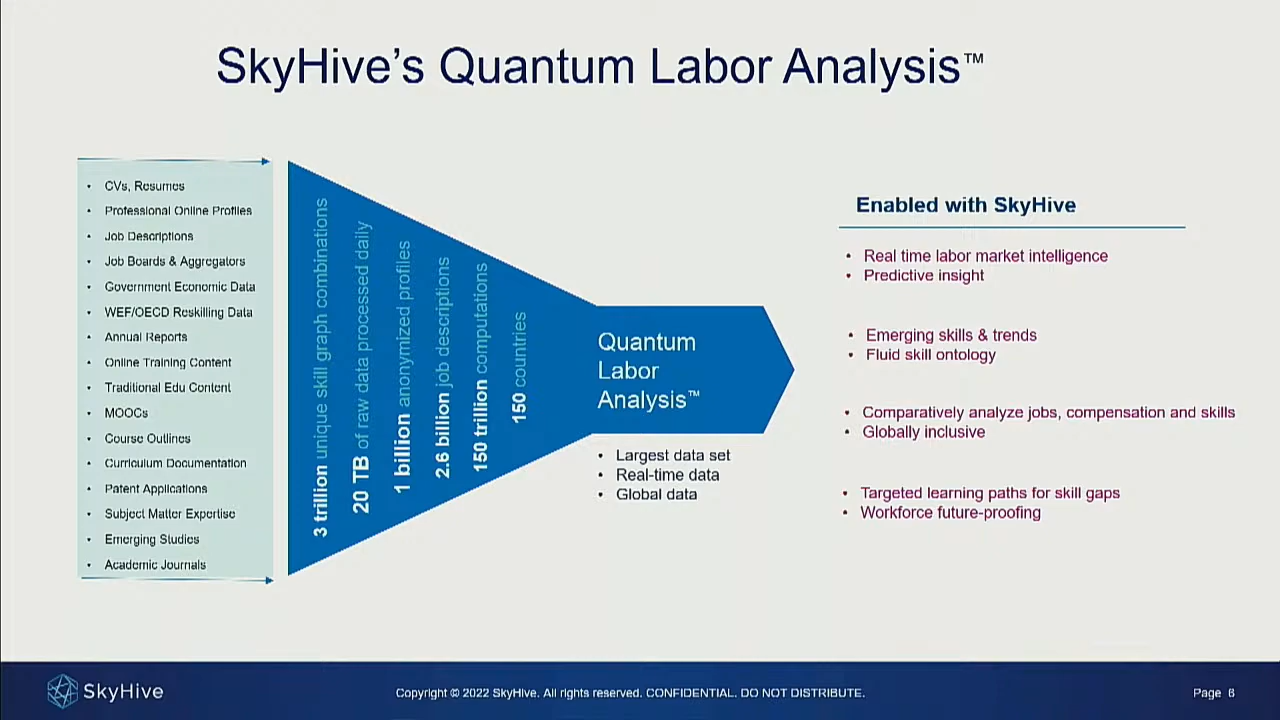 SkyHive's Quantum Labor Analysis™
• CVs, Resumes
• Professional Online Profiles
• Job Descriptions
• Job Boards & Aggregators
• Government Economic Data
• WEF/OECD Reskilling Data
• Annual Reports
• Online Training Content
• Traditional Edu Content
• MOOCs
• Course Outlines
• Curriculum Documentation
• Patent Applications
• Subject Matter Expertise
• Emerging Studies
• Academic Journals
3 trillion unique skill graph combinations
20 TB of raw data processed daily
1 billion anonymized profiles
2.6 billion job descriptions
150 trillion computations
150 countries
Quantum
Labor
Analysis™
• Largest data set
• Real-time data
• Global data
Enabled with SkyHive
• Real time labor market intelligence
• Predictive insight
• Emerging skills & trends
• Fluid skill ontology
• Comparatively analyze jobs, compensation and skills
• Globally inclusive
• Targeted learning paths for skill gaps
• Workforce future-proofing
SkyHive
Copyright © 2022 SkyHive. All rights reserved. CONFIDENTIAL. DO NOT DISTRIBUTE.
Page 6